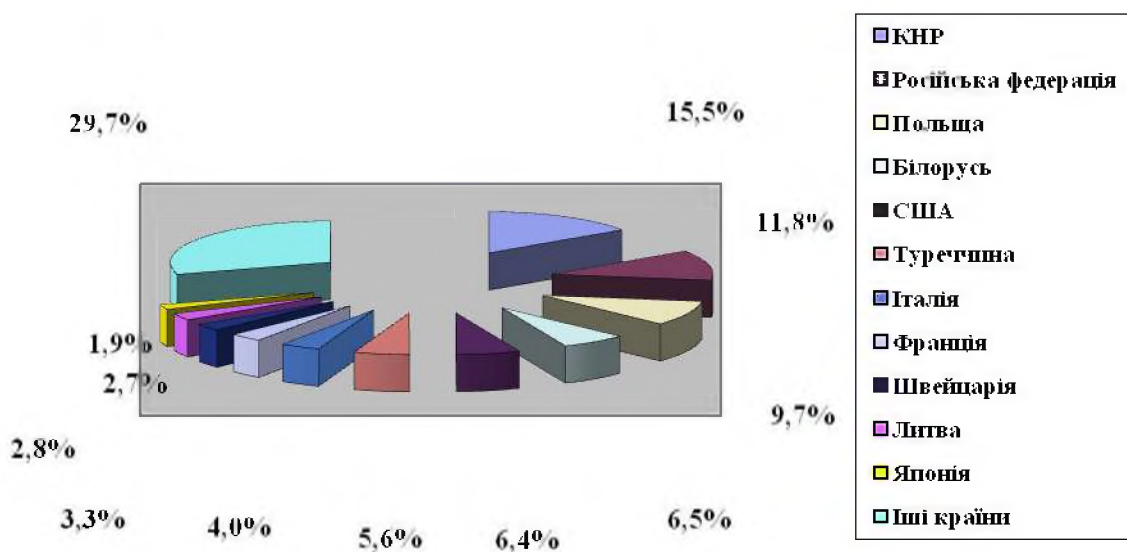 29,7%
15,5%
11,8%
1,9%
2,7%
9,7%
2,8%
3,3%
4,0%
5,6%
6,4%
6,5%
КНР
Російська федерація
Польща
Білорусь
США
Туреччина
Італія
Франція
Швейцарія
Литва
Японія
Іші країни